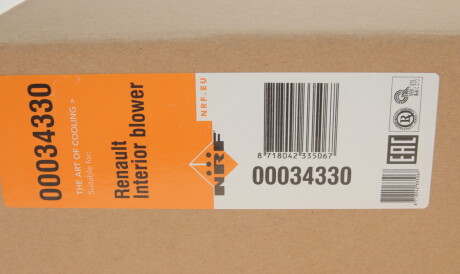 00034330
THE ART OF COOLING >
Suitable for:
Renault
Interior blower
NRF
NRF.EU
8 718042 335067
00034330
R
EAC